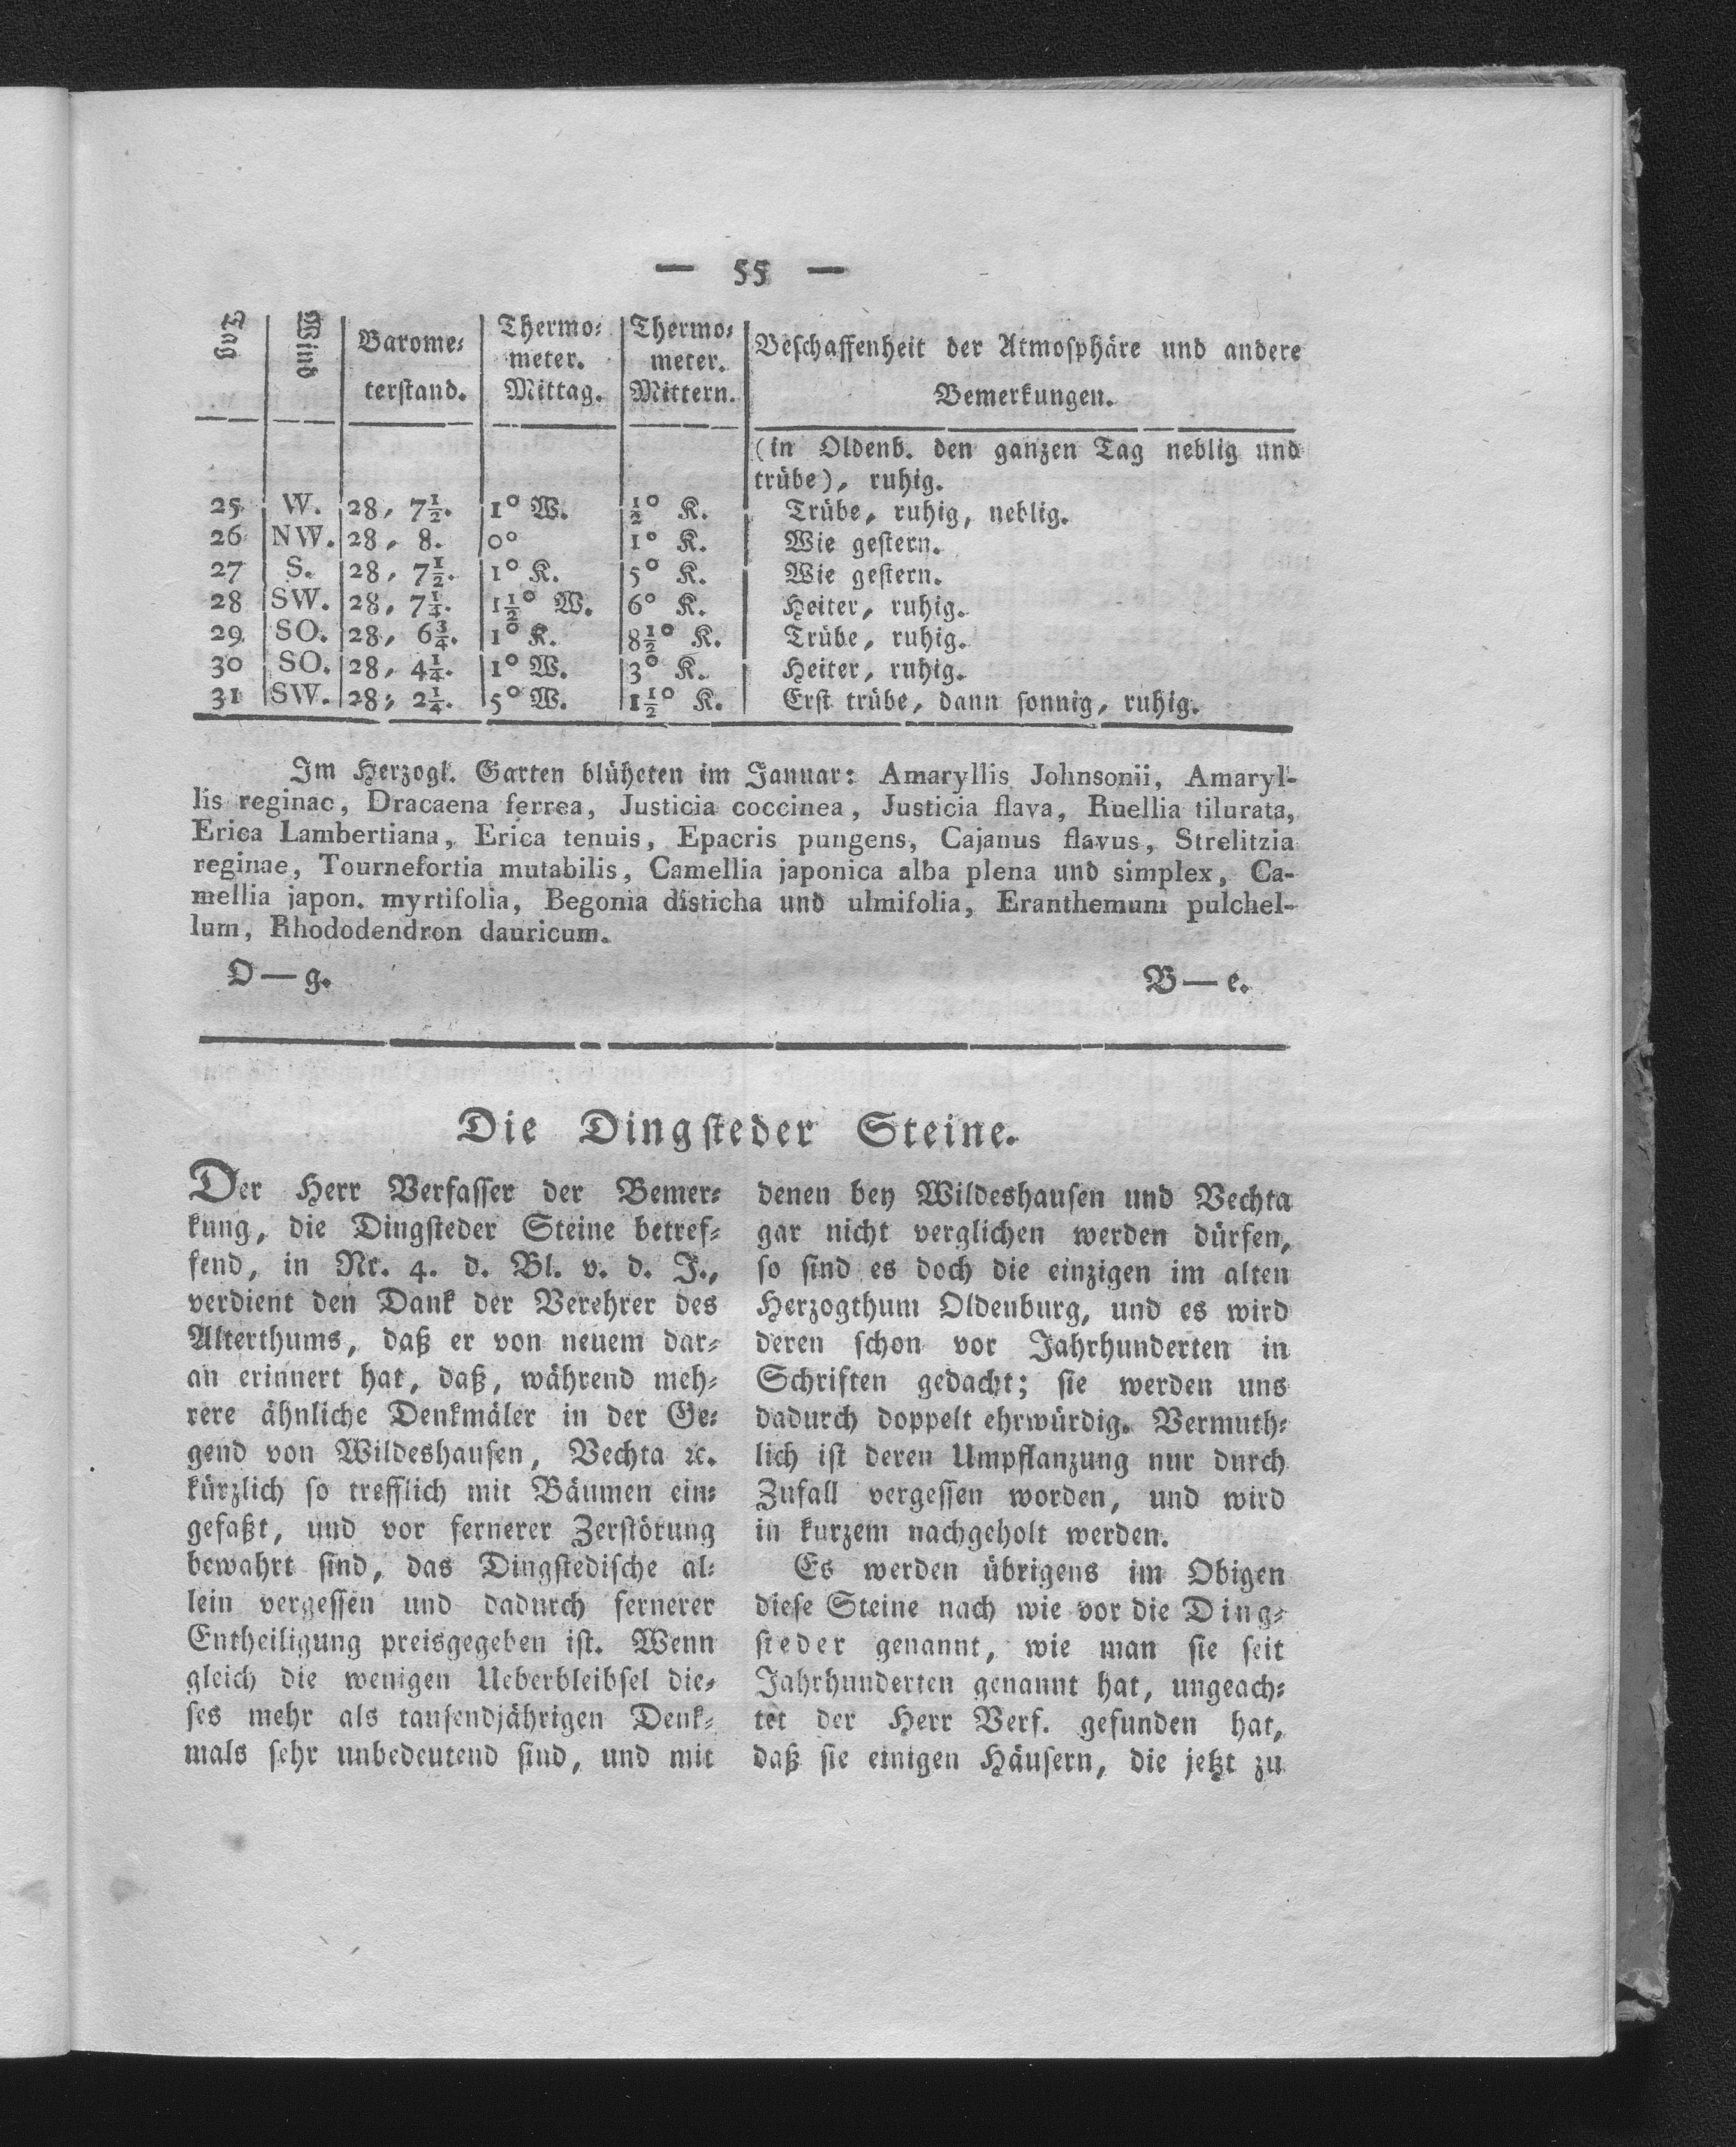 — 55 —
Tag | Wind | Barome-terstand. | Thermo-meter. Mittag. | Thermo-meter. Mittern. | Beschaffenheit der Atmosphäre und andere Bemerkungen.
(in Oldenb. den ganzen Tag neblig und
trübe), ruhig.
25 | W. | 28, 7½. | 1° W. | ½° K. | Trübe, ruhig, neblig.
26 | NW. | 28, 8. | 0° | 1° K. | Wie gestern.
27 | S. | 28, 7½. | 1° K. | 5° K. | Wie gestern.
28 | SW. | 28, 7¼. | 1½° W. | 6° K. | Heiter, ruhig.
29 | SO. | 28, 6¾. | 1° K. | 8½° K. | Trübe, ruhig.
30 | SO. | 28, 4¼. | 1° W. | 3° K. | Heiter, ruhig.
31 | SW. | 28, 2¼. | 5° W. | 1½° K. | Erst trübe, dann sonnig, ruhig.
Im Herzogl. Garten blüheten im Januar: Amaryllis Johnsonii, Amaryl-
lis reginae, Dracaena ferrea, Justicia coccinea, Justicia flava, Ruellia tilurata,
Erica Lambertiana, Erica tenuis, Epacris pungens, Cajanus flavus, Strelitzia
reginae, Tournefortia mutabilis, Camellia japonica alba plena und simplex, Ca-
mellia japon. myrtifolia, Begonia disticha und ulmifolia, Eranthemum pulchel-
lum, Rhododendron dauricum.
O—g. B—e.
Die Dingsteder Steine.
Der Herr Verfasser der Bemer-
kung, die Dingsteder Steine betref-
fend, in Nr. 4. d. Bl. v. d. J.,
verdient den Dank der Verehrer des
Alterthums, daß er von neuem dar-
an erinnert hat, daß, während meh-
rere ähnliche Denkmäler in der Ge-
gend von Wildeshausen, Vechta ꝛc.
kürzlich so trefflich mit Bäumen ein-
gefaßt, und vor fernerer Zerstörung
bewahrt sind, das Dingstedische al-
lein vergessen und dadurch fernerer
Entheiligung preisgegeben ist. Wenn
gleich die wenigen Ueberbleibsel die-
ses mehr als tausendjährigen Denk-
mals sehr unbedeutend sind, und mit
denen bey Wildeshausen und Vechta
gar nicht verglichen werden dürfen,
so sind es doch die einzigen im alten
Herzogthum Oldenburg, und es wird
deren schon vor Jahrhunderten in
Schriften gedacht; sie werden uns
dadurch doppelt ehrwürdig. Vermuth-
lich ist deren Umpflanzung nur durch
Zufall vergessen worden, und wird
in kurzem nachgeholt werden.
Es werden übrigens im Obigen
diese Steine nach wie vor die Ding-
steder genannt, wie man sie seit
Jahrhunderten genannt hat, ungeach-
tet der Herr Verf. gefunden hat,
daß sie einigen Häusern, die jetzt zu